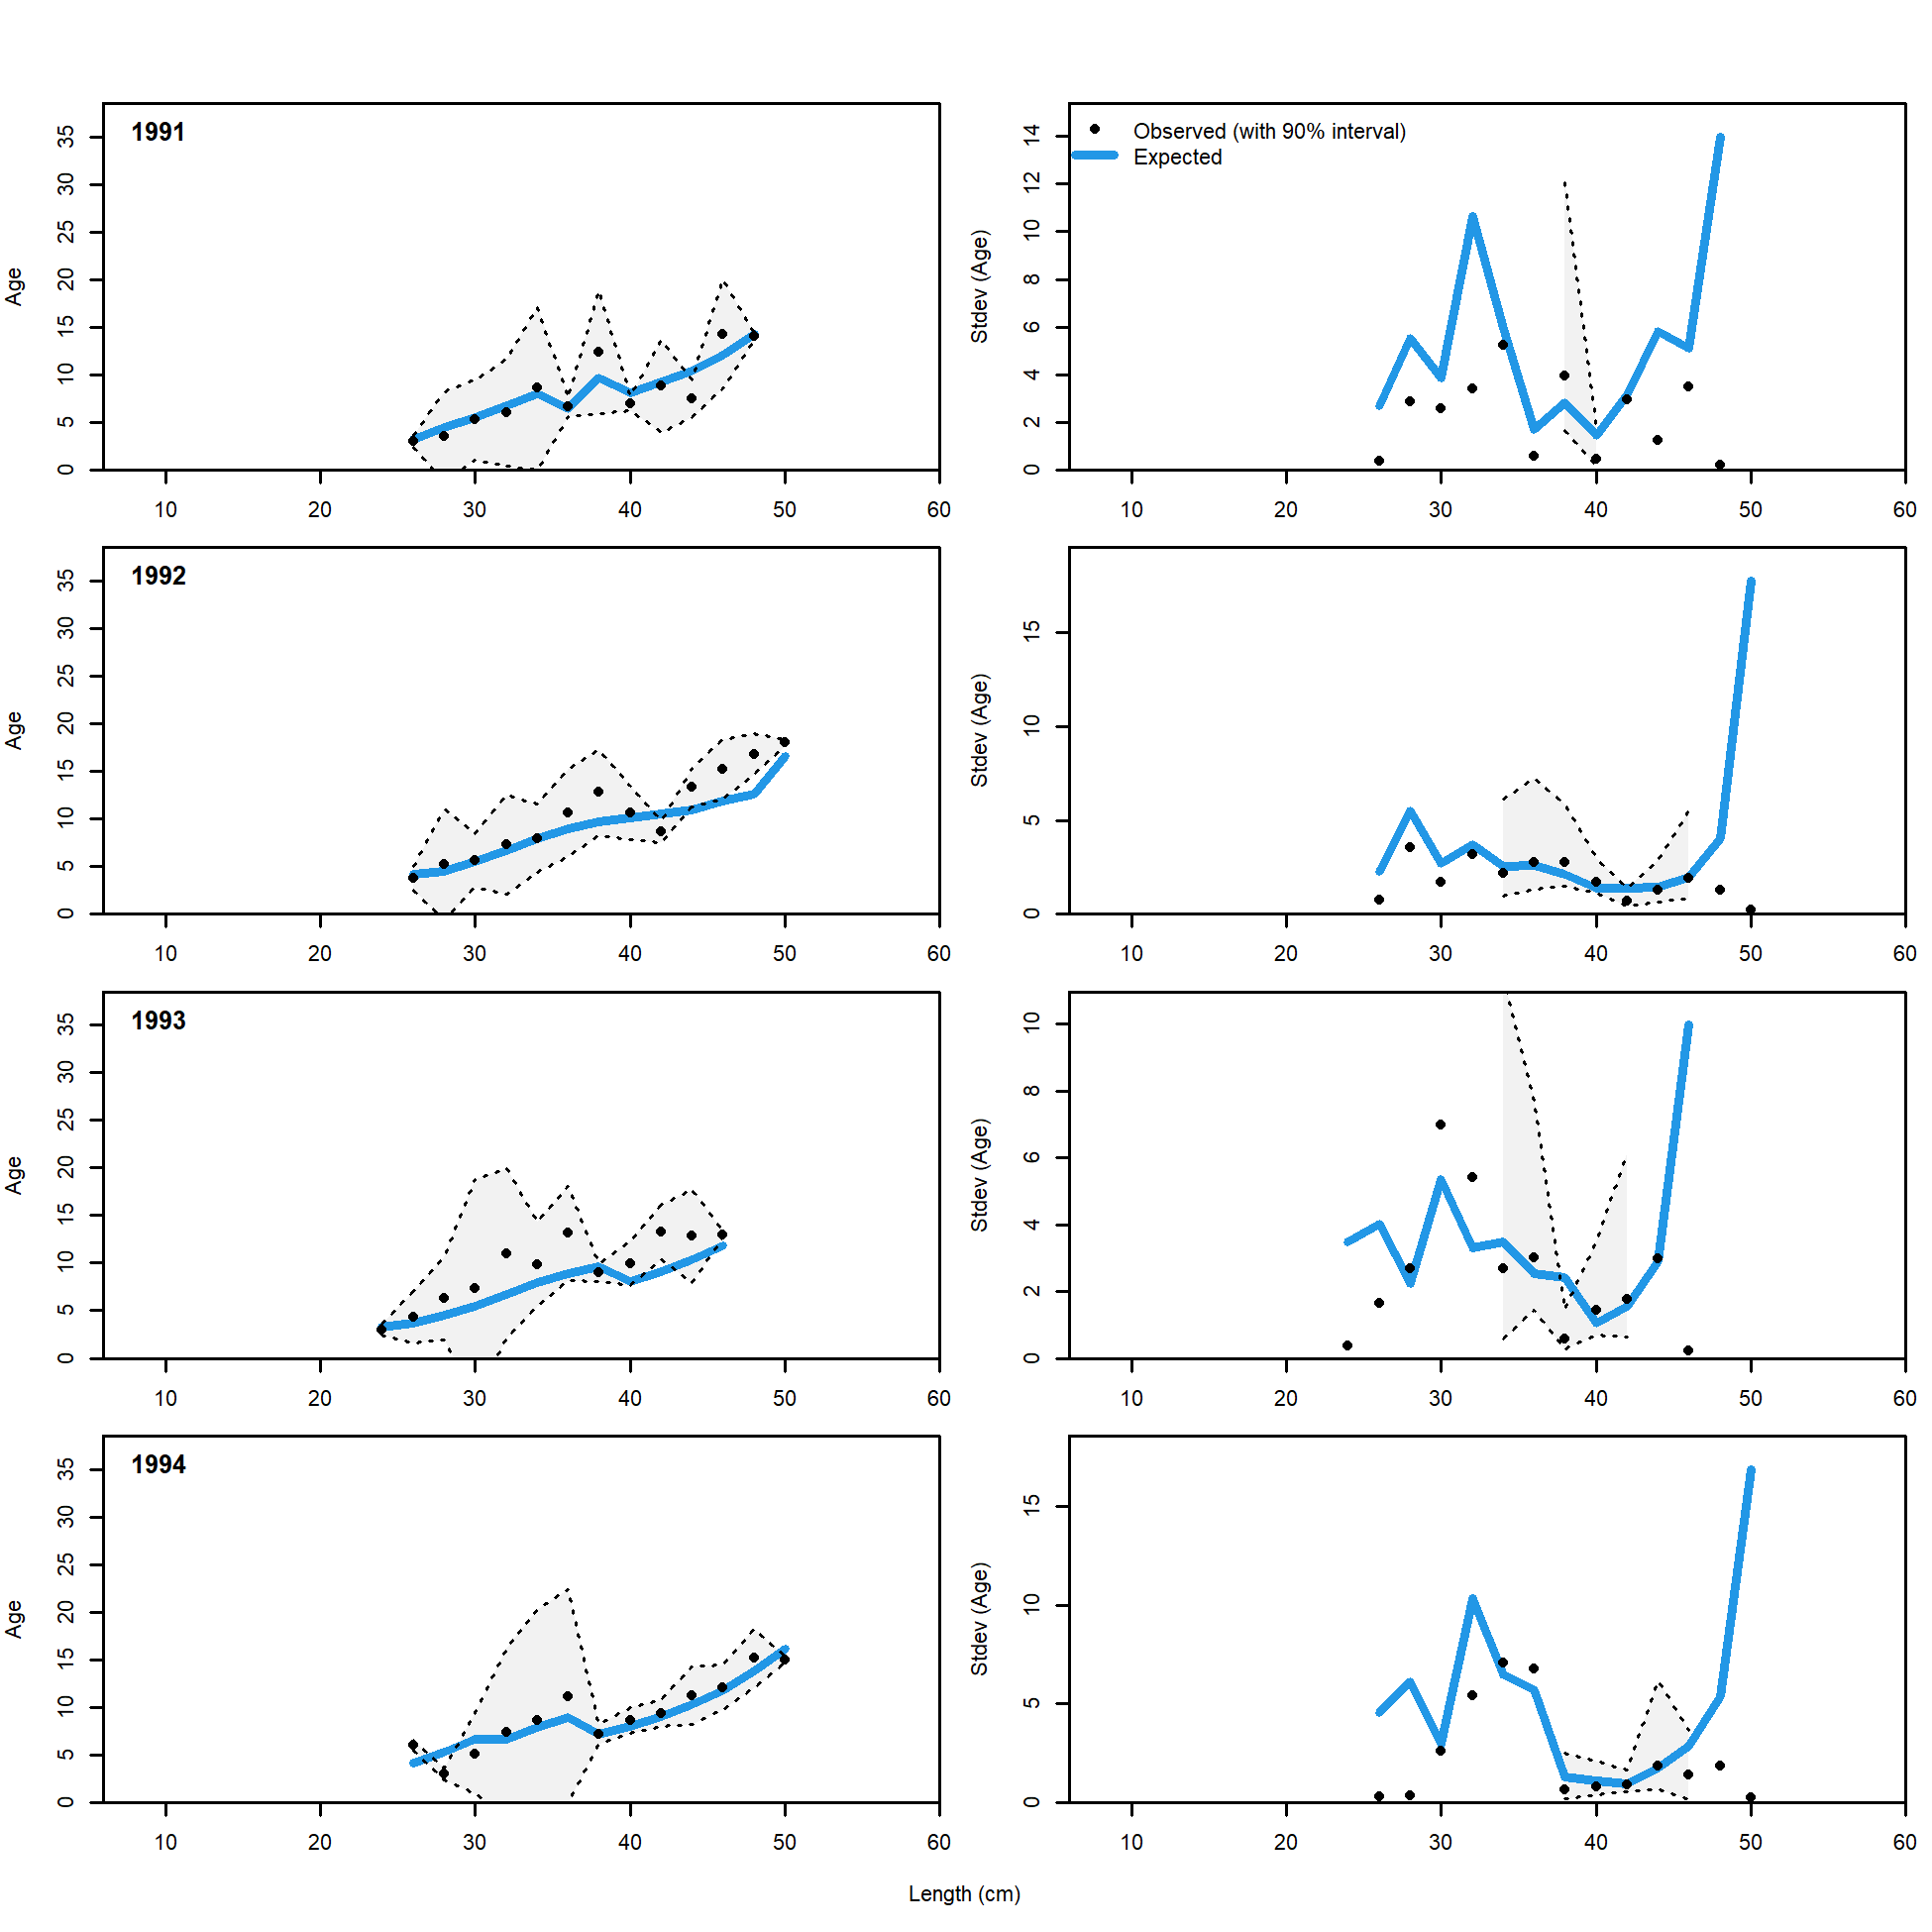 1991
Age
0 5 10 15 20 25 30 35
10 20 30 40 50 60
Observed (with 90% interval)
Expected
Stdev (Age)
0 2 4 6 8 10 12 14
10 20 30 40 50 60
1992
Age
0 5 10 15 20 25 30 35
10 20 30 40 50 60
Stdev (Age)
0 5 10 15
10 20 30 40 50 60
1993
Age
0 5 10 15 20 25 30 35
10 20 30 40 50 60
Stdev (Age)
0 2 4 6 8 10
10 20 30 40 50 60
1994
Age
0 5 10 15 20 25 30 35
10 20 30 40 50 60
Stdev (Age)
0 5 10 15
10 20 30 40 50 60
Length (cm)